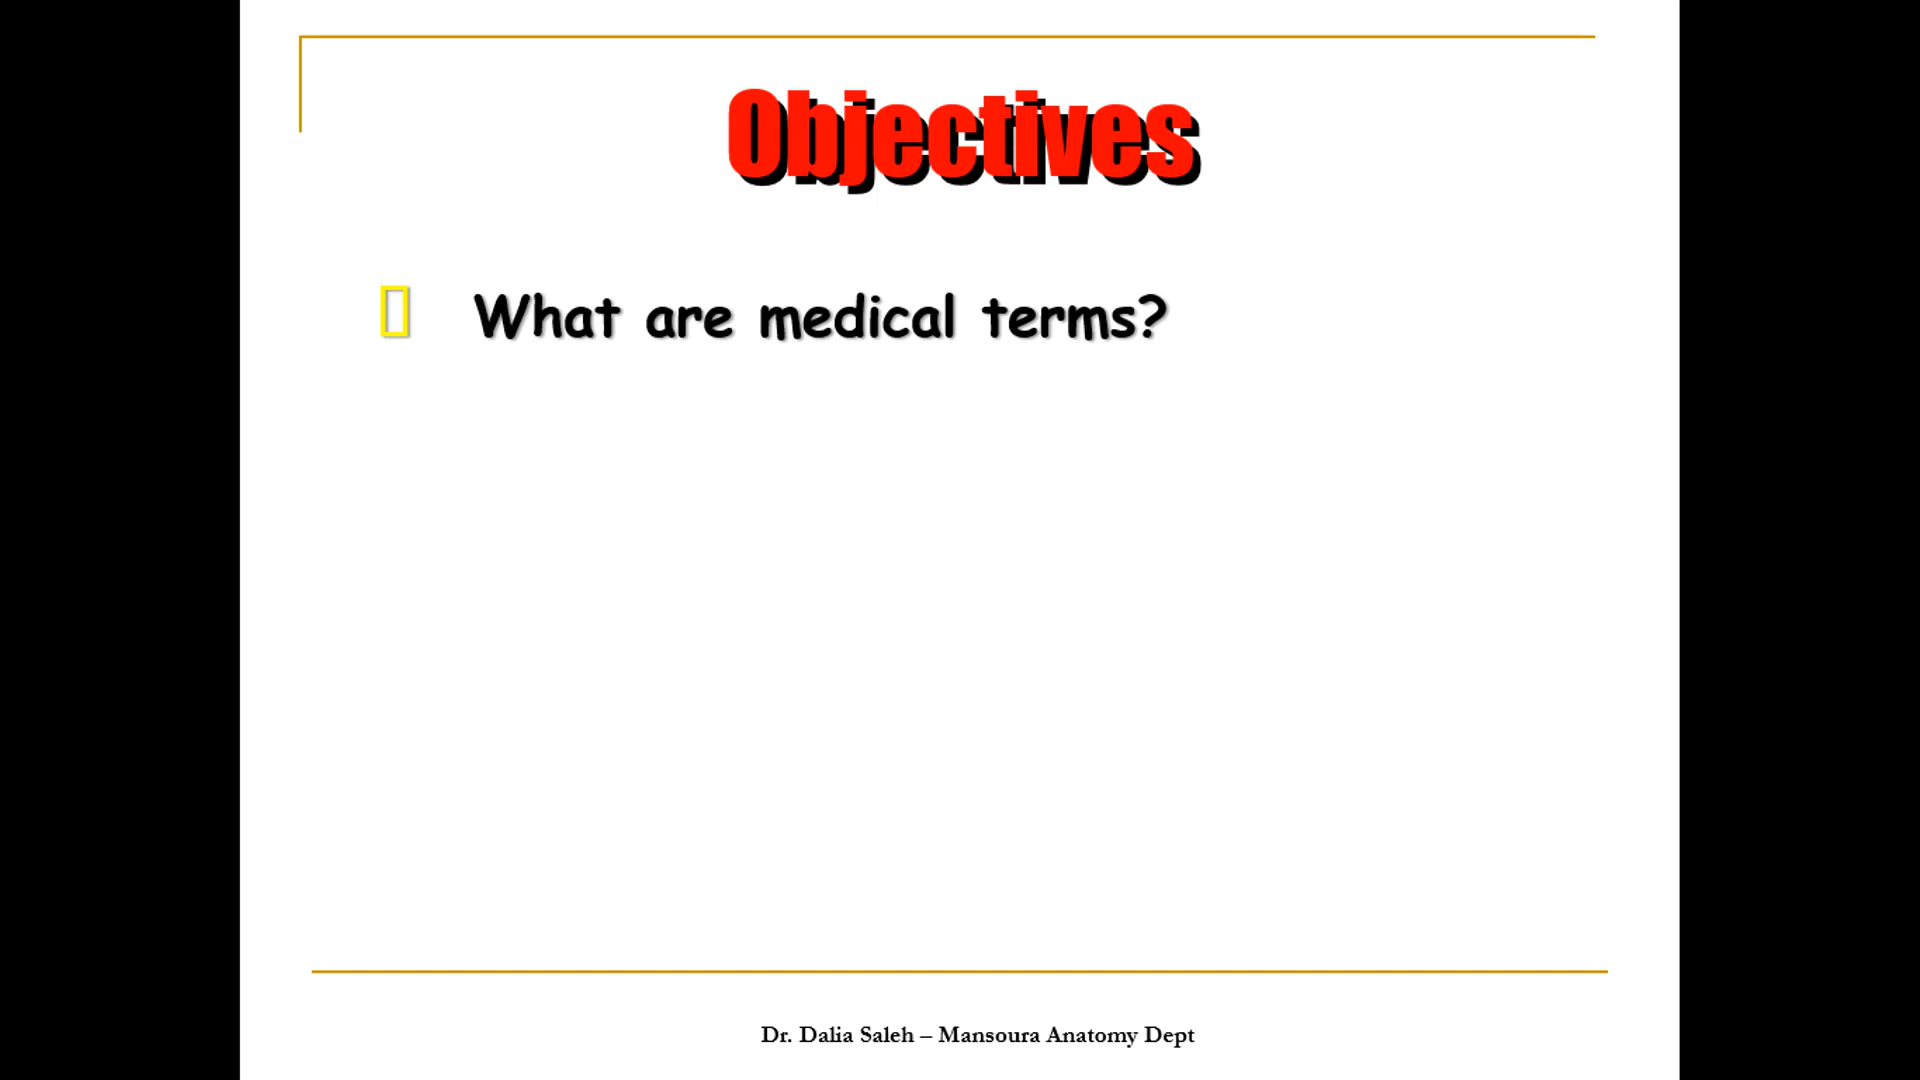 Objectives
What are medical terms?
Dr. Dalia Saleh – Mansoura Anatomy Dept